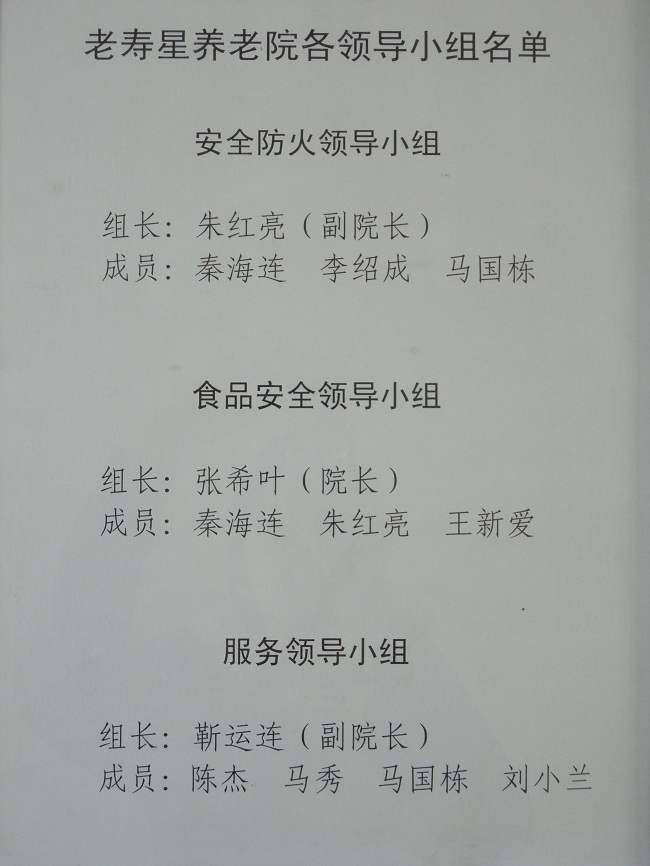 老寿星养老院各领导小组名单
安全防火领导小组
组长：朱红亮（副院长）
成员：秦海连 李绍成 马国栋
食品安全领导小组
组长：张希叶（院长）
成员：秦海连 朱红亮 王新爱
服务领导小组
组长：靳运连（副院长）
成员：陈杰 马秀 马国栋 刘小兰